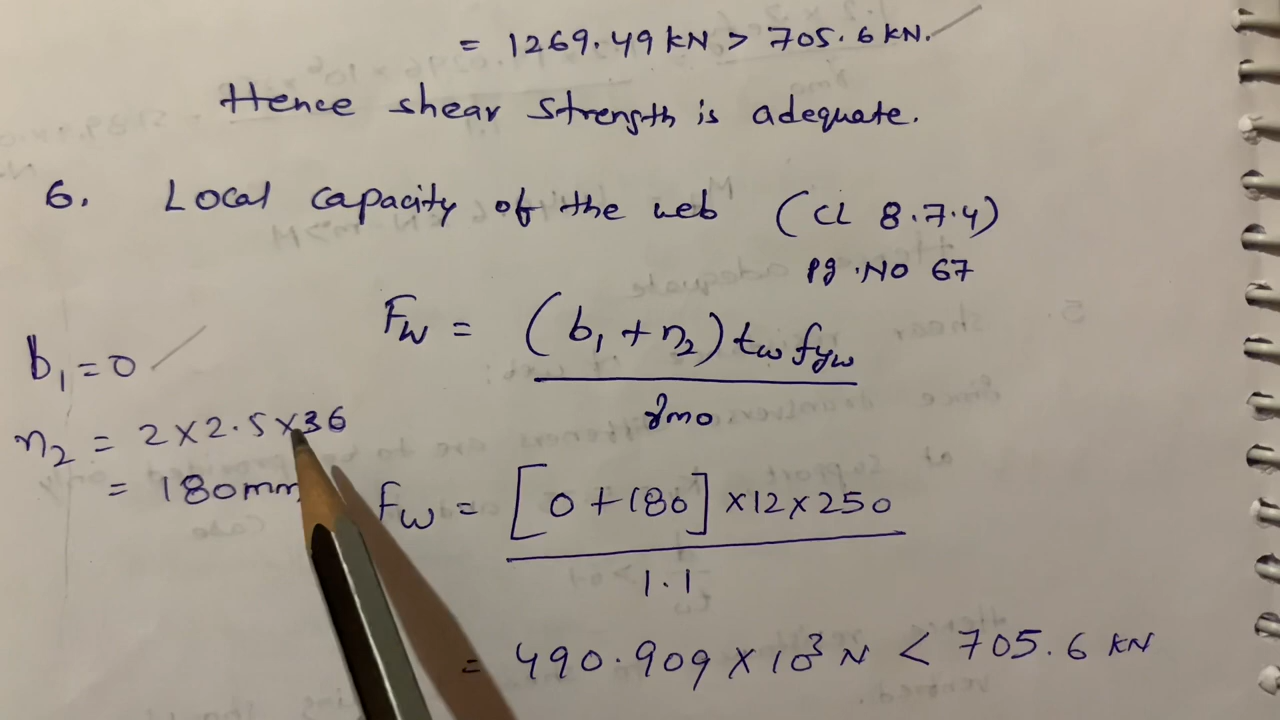 = 1269.49 kN > 705.6 kN.
Hence shear strength is adequate.
6. Local capacity of the web (cl 8.7.4)
Pg.No 67
Fw = (b1 + n2) tw fyw
γmo
b1 = 0
n2 = 2 × 2.5 × 36
= 180mm
Fw = [0 + 180] × 12 × 250
1.1
= 490.909 × 10³ N < 705.6 KN